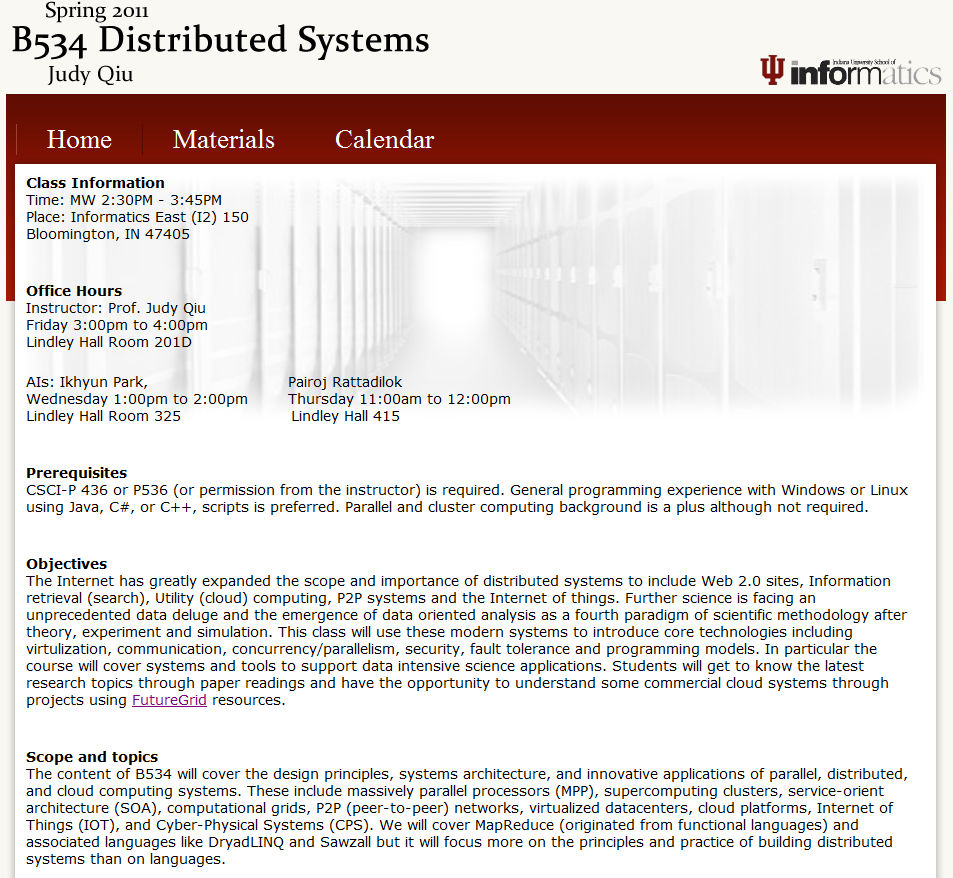 Spring 2011
B534 Distributed Systems
Judy Qiu
Indiana University School of
informatics
Home Materials Calendar
Class Information
Time: MW 2:30PM - 3:45PM
Place: Informatics East (I2) 150
Bloomington, IN 47405
Office Hours
Instructor: Prof. Judy Qiu
Friday 3:00pm to 4:00pm
Lindley Hall Room 201D
AIs: Ikhyun Park, Pairoj Rattadilok
Wednesday 1:00pm to 2:00pm Thursday 11:00am to 12:00pm
Lindley Hall Room 325 Lindley Hall 415
Prerequisites
CSCI-P 436 or P536 (or permission from the instructor) is required. General programming experience with Windows or Linux
using Java, C#, or C++, scripts is preferred. Parallel and cluster computing background is a plus although not required.
Objectives
The Internet has greatly expanded the scope and importance of distributed systems to include Web 2.0 sites, Information
retrieval (search), Utility (cloud) computing, P2P systems and the Internet of things. Further science is facing an
unprecedented data deluge and the emergence of data oriented analysis as a fourth paradigm of scientific methodology after
theory, experiment and simulation. This class will use these modern systems to introduce core technologies including
virtulization, communication, concurrency/parallelism, security, fault tolerance and programming models. In particular the
course will cover systems and tools to support data intensive science applications. Students will get to know the latest
research topics through paper readings and have the opportunity to understand some commercial cloud systems through
projects using FutureGrid resources.
Scope and topics
The content of B534 will cover the design principles, systems architecture, and innovative applications of parallel, distributed,
and cloud computing systems. These include massively parallel processors (MPP), supercomputing clusters, service-orient
architecture (SOA), computational grids, P2P (peer-to-peer) networks, virtualized datacenters, cloud platforms, Internet of
Things (IOT), and Cyber-Physical Systems (CPS). We will cover MapReduce (originated from functional languages) and
associated languages like DryadLINQ and Sawzall but it will focus more on the principles and practice of building distributed
systems than on languages.